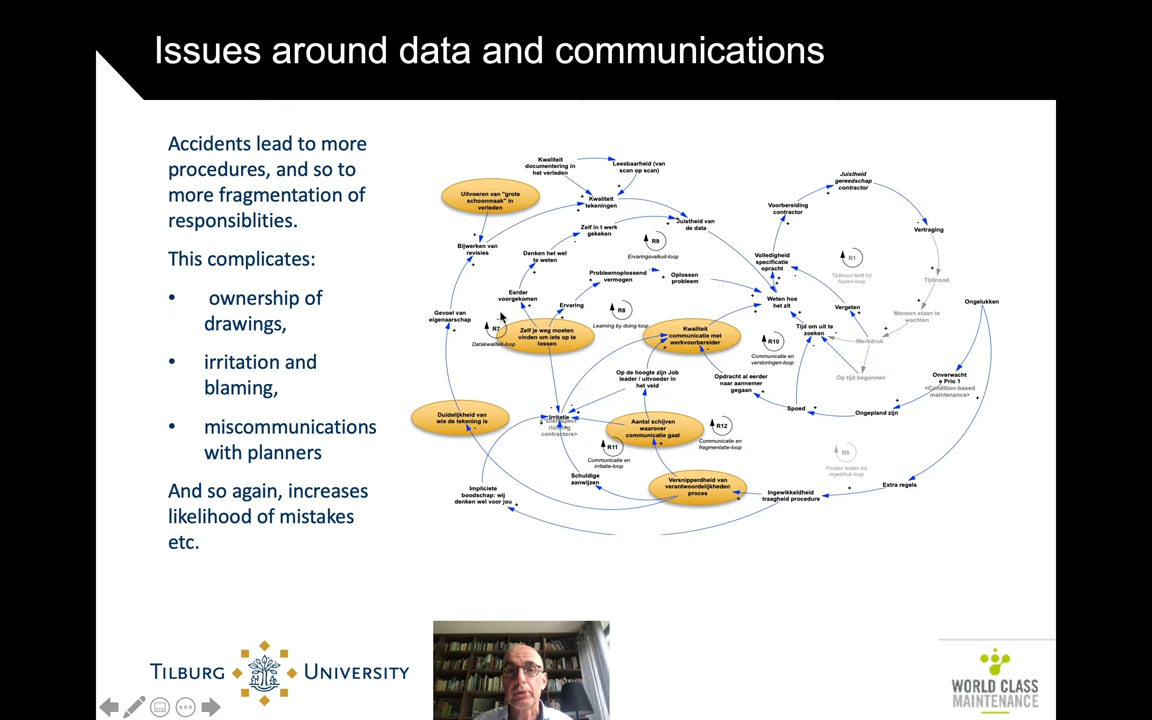 Issues around data and communications
Accidents lead to more
procedures, and so to
more fragmentation of
responsiblities.
This complicates:
• ownership of
drawings,
• irritation and
blaming,
• miscommunications
with planners
And so again, increases
likelihood of mistakes
etc.
Kwaliteit
documentering in
het verleden
Leesbaarheid (van
scan op scan)
Uitvoeren van "grote
schoonmaak" in
verleden
Kwaliteit
tekeningen
Juistheid
gereedschap
contractor
Voorbereiding
contractor
Juistheid van
de data
Zelf in t werk
gekeken
Vertraging
R9
Ervaringsvalkuil-loop
Bijwerken van
revisies
Denken het wel
te weten
Volledigheid
specificatie
opracht
R1
Tijdnood leidt tot
fouten-loop
Tijdnood
Probleemoplossend
vermogen
Oplossen
probleem
Eerder
voorgekomen
Ervaring
Weten hoe
het zit
Vergeten
Ongelukken
Mensen staan te
wachten
Gevoel van
eigenaarschap
R7
Datakwaliteit-loop
R8
Learning by doing loop
Zelf je weg moeten
vinden om iets op te
lossen
Kwaliteit
communicatie met
werkvoorbereider
Tijd om uit te
zoeken
Werkdruk
R10
Communicatie en
verstoringen-loop
Op de hoogte zijn Job
leader / uitvoerder in
het veld
Opdracht al eerder
naar aannemer
gegaan
Op tijd begonnen
Onverwacht
e Prio 1
<Condition-based
maintenance>
Spoed
Ongepland zijn
Duidelijkheid van
wie de tekening is
Irritatie
contractors>
Aantal schijven
waarover
communicatie gaat
R12
Communicatie en
fragmentatie-loop
R11
Communicatie en
irritatie-loop
R5
Fouten leiden tot
regeldruk-loop
Schuldige
aanwijzen
Versnipperdheid van
verantwoordelijkheden
proces
Extra regels
Impliciete
boodschap: wij
denken wel voor jou
Ingewikkeldheid
traagheid procedure
TILBURG UNIVERSITY
WORLD CLASS
MAINTENANCE